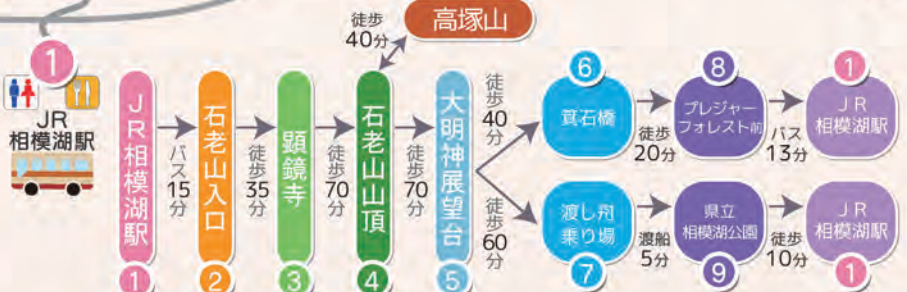 徒歩
40分
高塚山
1
JR
相模湖駅
JR相模湖駅
1
バス
15分
石老山入口
2
徒歩
35分
顕鏡寺
3
徒歩
70分
石老山山頂
4
徒歩
70分
大明神展望台
5
徒歩
40分
6
箕石橋
徒歩
20分
8
プレジャー
フォレスト前
バス
13分
1
JR
相模湖駅
徒歩
60分
渡し舟
乗り場
7
渡船
5分
県立
相模湖公園
9
徒歩
10分
JR
相模湖駅
1